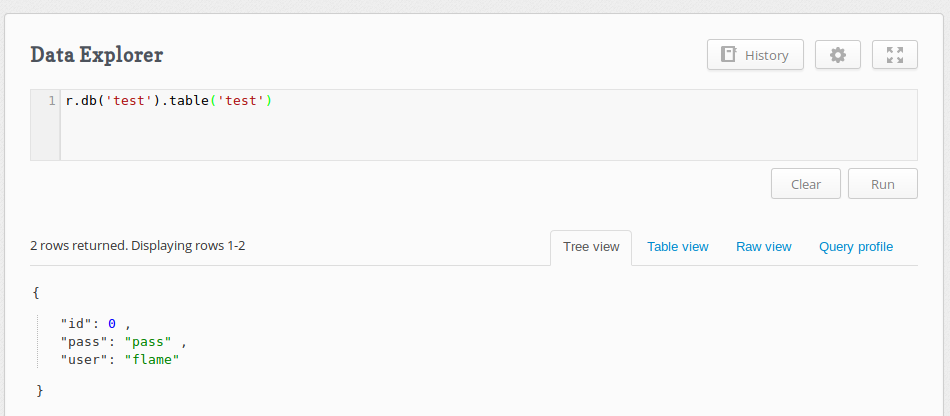 Data Explorer
History
1 r.db('test').table('test')
Clear Run
2 rows returned. Displaying rows 1-2
Tree view Table view Raw view Query profile
{
"id": 0 ,
"pass": "pass" ,
"user": "flame"
}